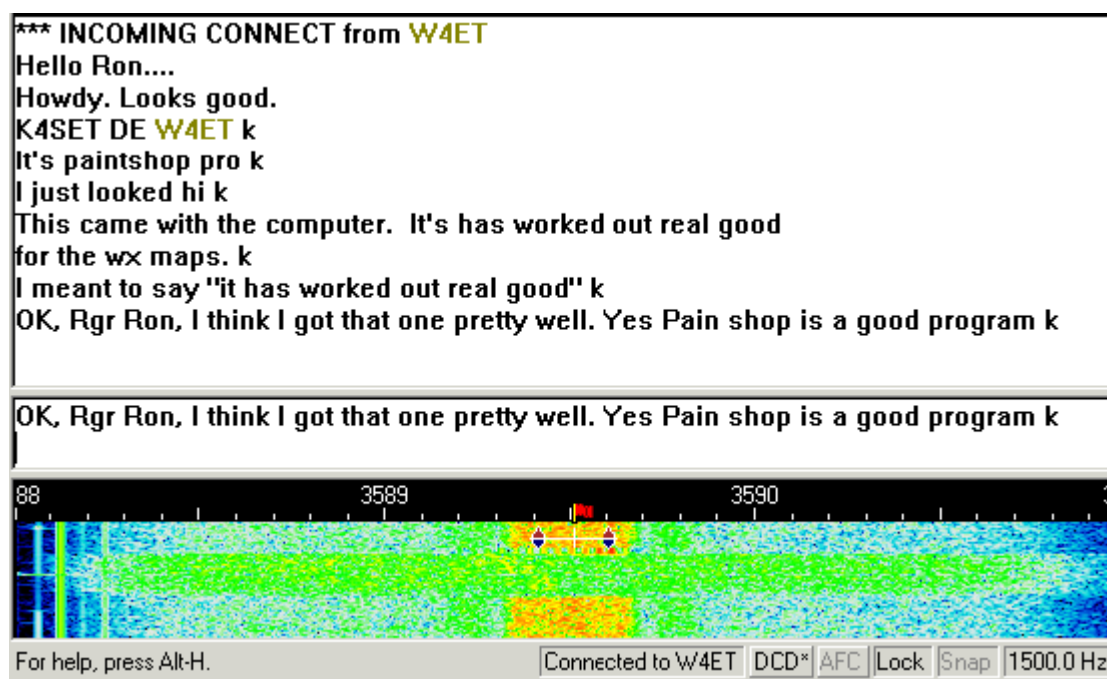 *** INCOMING CONNECT from W4ET
Hello Ron....
Howdy. Looks good.
K4SET DE W4ET k
It's paintshop pro k
I just looked hi k
This came with the computer.  It's has worked out real good
for the wx maps. k
I meant to say "it has worked out real good" k
OK, Rgr Ron, I think I got that one pretty well. Yes Pain shop is a good program k
OK, Rgr Ron, I think I got that one pretty well. Yes Pain shop is a good program k
88 3589 3590
For help, press Alt-H. Connected to W4ET DCD* AFC Lock Snap 1500.0 Hz